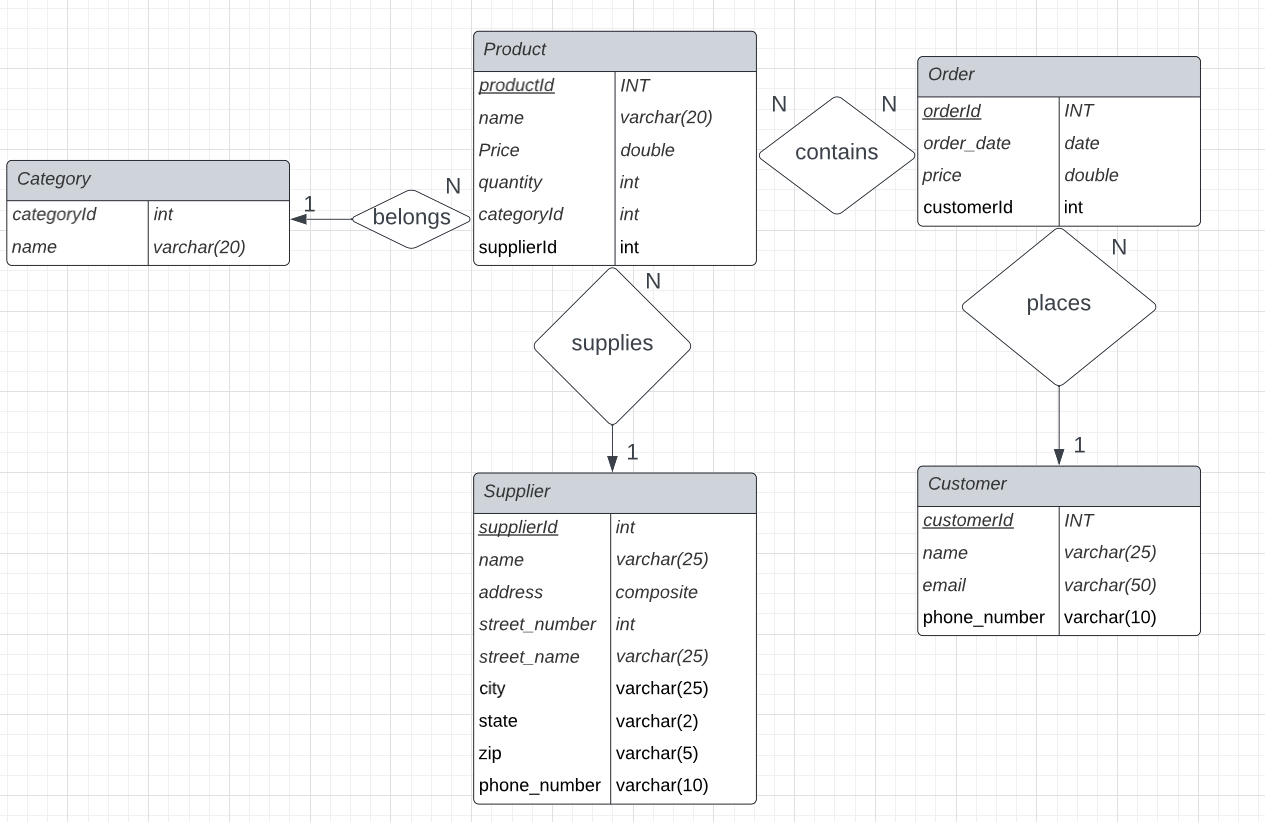 Product
productId INT
name varchar(20)
Price double
quantity int
categoryId int
supplierId int
N
contains
N
Order
orderId INT
order_date date
price double
customerId int
Category
categoryId int
name varchar(20)
1
belongs
N
N
supplies
1
N
places
1
Supplier
supplierId int
name varchar(25)
address composite
street_number int
street_name varchar(25)
city varchar(25)
state varchar(2)
zip varchar(5)
phone_number varchar(10)
Customer
customerId INT
name varchar(25)
email varchar(50)
phone_number varchar(10)